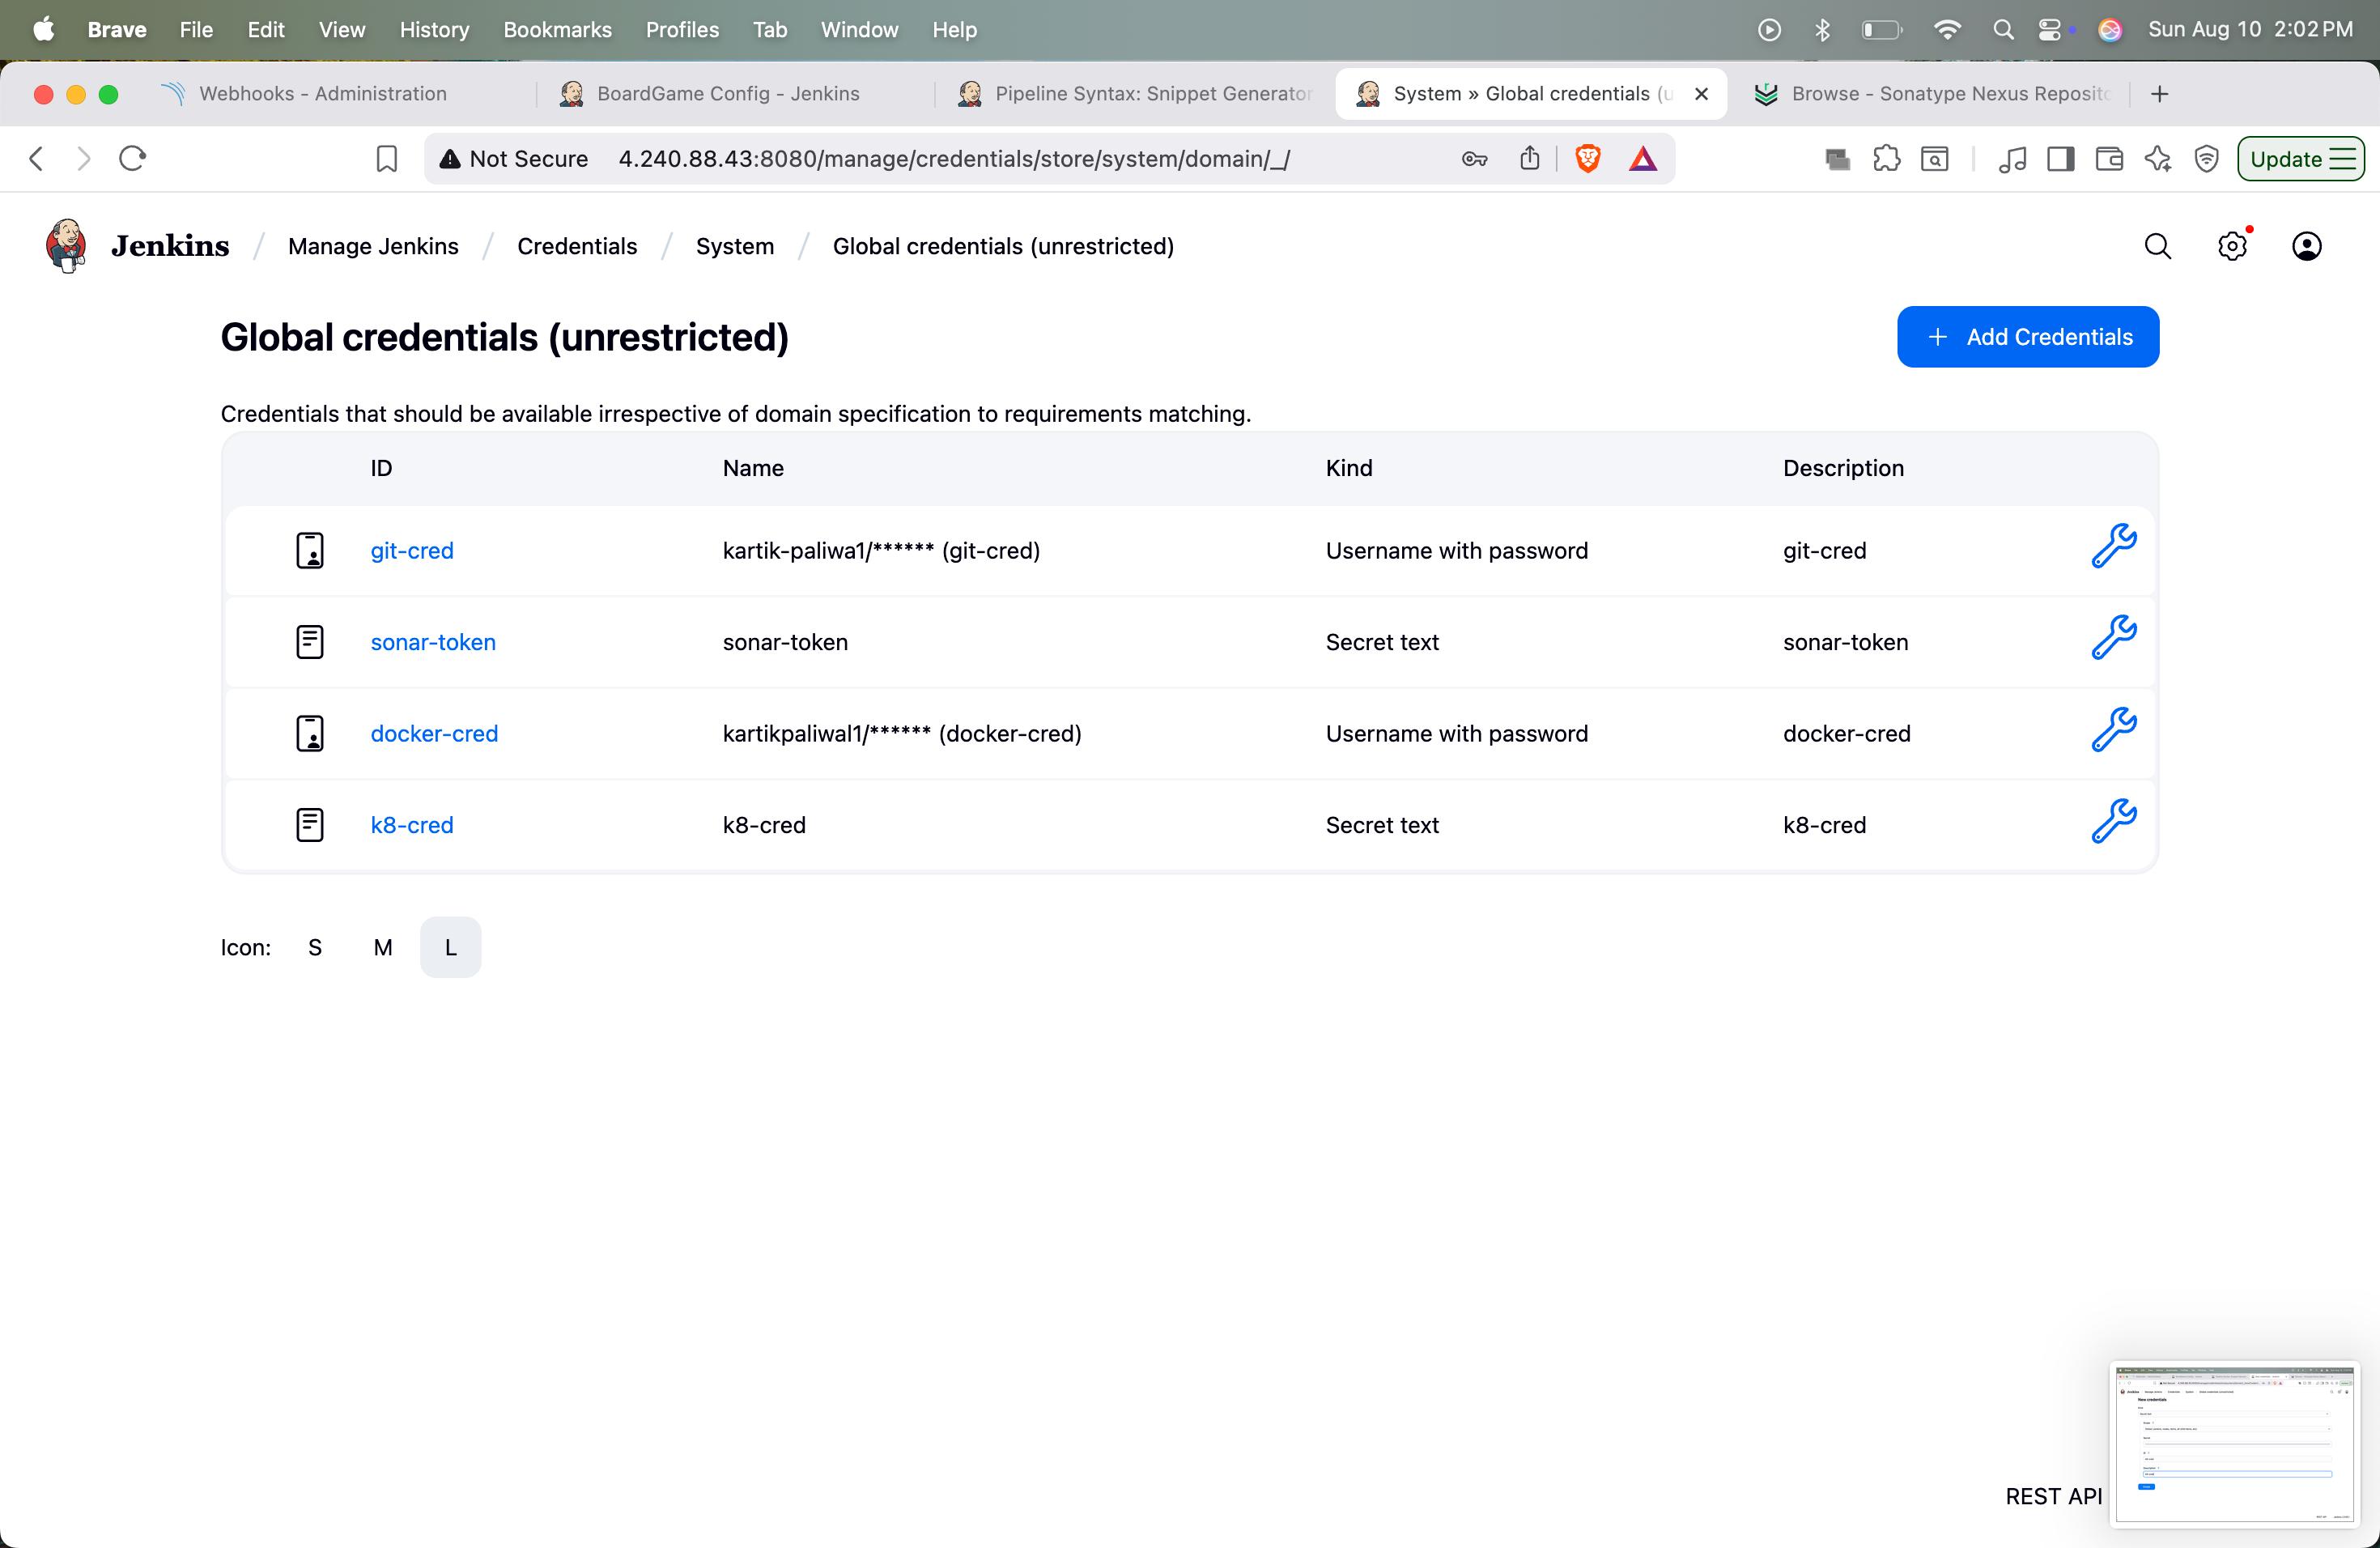 Brave File Edit View History Bookmarks Profiles Tab Window Help Sun Aug 10 2:02 PM
Webhooks - Administration BoardGame Config - Jenkins Pipeline Syntax: Snippet Generator System » Global credentials (u Browse - Sonatype Nexus Reposito
Not Secure 4.240.88.43:8080/manage/credentials/store/system/domain/_/ Update
Jenkins / Manage Jenkins / Credentials / System / Global credentials (unrestricted)
Global credentials (unrestricted)
+ Add Credentials
Credentials that should be available irrespective of domain specification to requirements matching.
ID Name Kind Description
git-cred kartik-paliwa1/****** (git-cred) Username with password git-cred
sonar-token sonar-token Secret text sonar-token
docker-cred kartikpaliwal1/****** (docker-cred) Username with password docker-cred
k8-cred k8-cred Secret text k8-cred
Icon: S M L
REST API